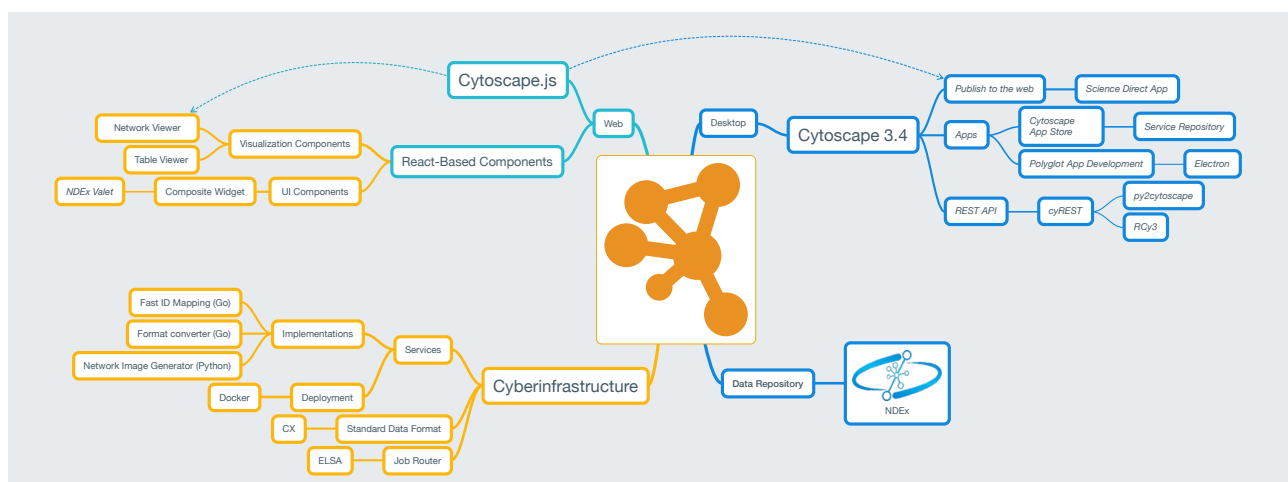 Cytoscape.js
Web
React-Based Components
Visualization Components
Network Viewer
Table Viewer
UI Components
Composite Widget
NDEx Valet
Desktop
Cytoscape 3.4
Publish to the web
Science Direct App
Apps
Cytoscape
App Store
Service Repository
Polyglot App Development
Electron
REST API
cyREST
py2cytoscape
RCy3
Cyberinfrastructure
Services
Implementations
Fast ID Mapping (Go)
Format converter (Go)
Network Image Generator (Python)
Deployment
Docker
Standard Data Format
CX
Job Router
ELSA
Data Repository
NDEx